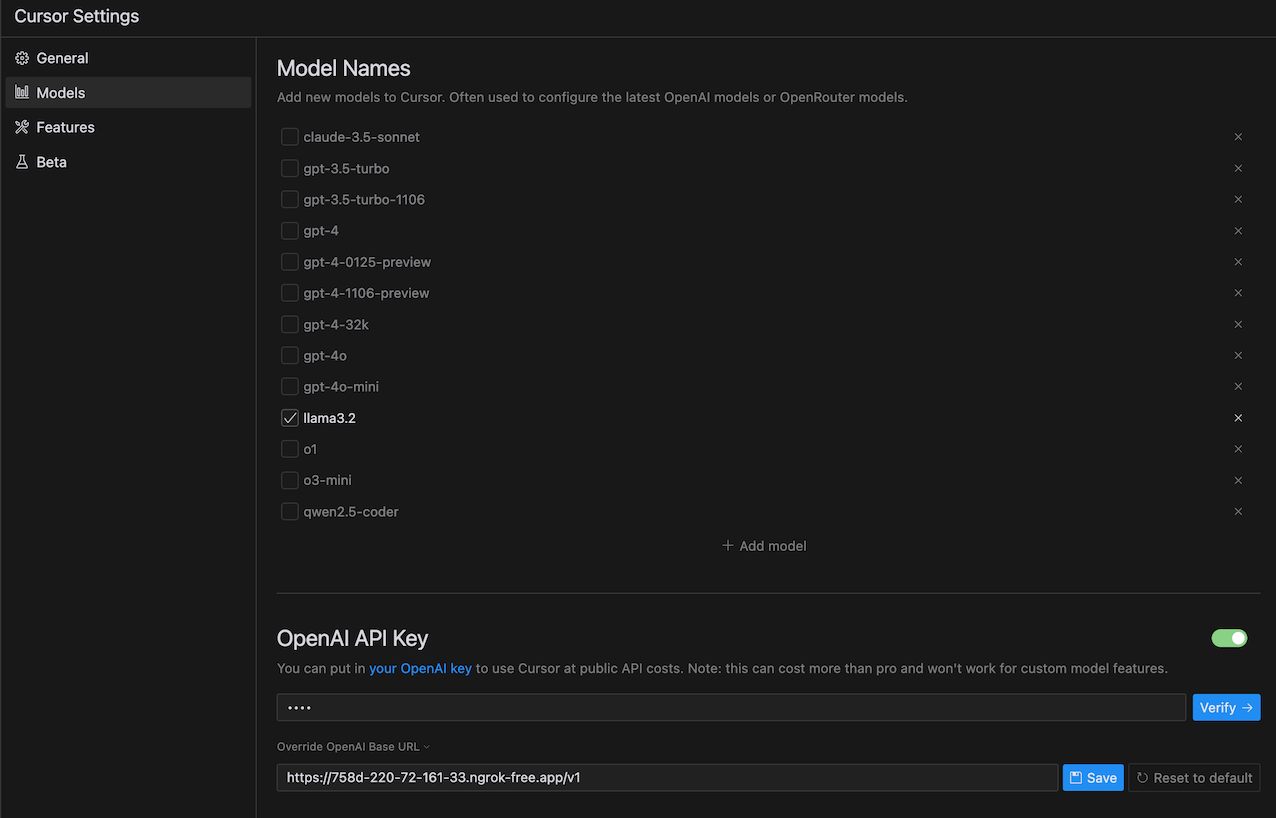 Cursor Settings
General
Models
Features
Beta
Model Names
Add new models to Cursor. Often used to configure the latest OpenAI models or OpenRouter models.
claude-3.5-sonnet
gpt-3.5-turbo
gpt-3.5-turbo-1106
gpt-4
gpt-4-0125-preview
gpt-4-1106-preview
gpt-4-32k
gpt-4o
gpt-4o-mini
llama3.2
o1
o3-mini
qwen2.5-coder
+ Add model
OpenAI API Key
You can put in your OpenAI key to use Cursor at public API costs. Note: this can cost more than pro and won't work for custom model features.
••••
Verify →
Override OpenAI Base URL
https://758d-220-72-161-33.ngrok-free.app/v1
Save
Reset to default